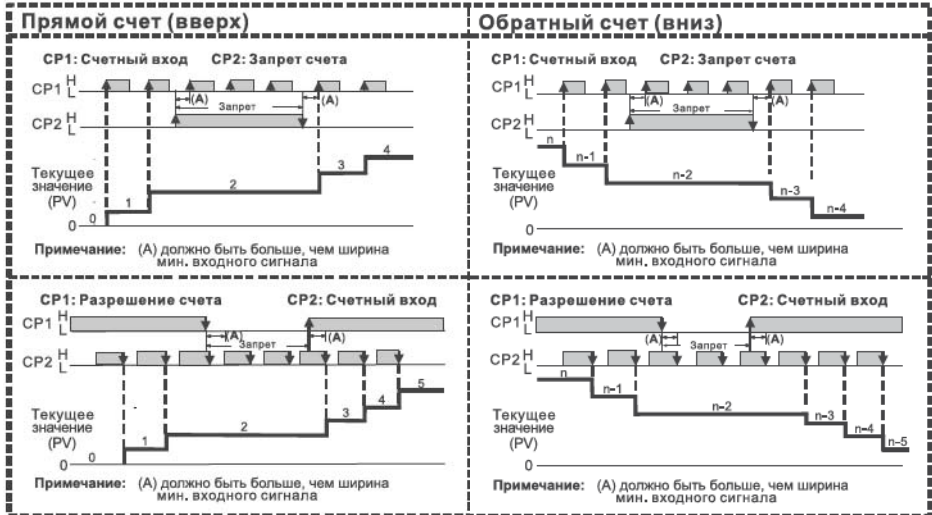 Прямой счет (вверх)
CP1: Счетный вход CP2: Запрет счета
CP1 H L
(A) (A)
Запрет
CP2 H L
Текущее
значение
(PV)
0
0 1 2 3 4
Примечание: (A) должно быть больше, чем ширина
мин. входного сигнала
Обратный счет (вниз)
CP1: Счетный вход CP2: Запрет счета
CP1 H L
(A) (A)
Запрет
CP2 H L
Текущее
значение
(PV)
0
n n-1 n-2 n-3 n-4
Примечание: (A) должно быть больше, чем ширина
мин. входного сигнала
CP1: Разрешение счета CP2: Счетный вход
CP1 H L
(A) (A)
Запрет
CP2 H L
Текущее
значение
(PV)
0
0 1 2 3 4 5
Примечание: (A) должно быть больше, чем ширина
мин. входного сигнала
CP1: Разрешение счета CP2: Счетный вход
CP1 H L
(A) (A)
Запрет
CP2 H L
Текущее
значение
(PV)
0
n n-1 n-2 n-3 n-4 n-5
Примечание: (A) должно быть больше, чем ширина
мин. входного сигнала